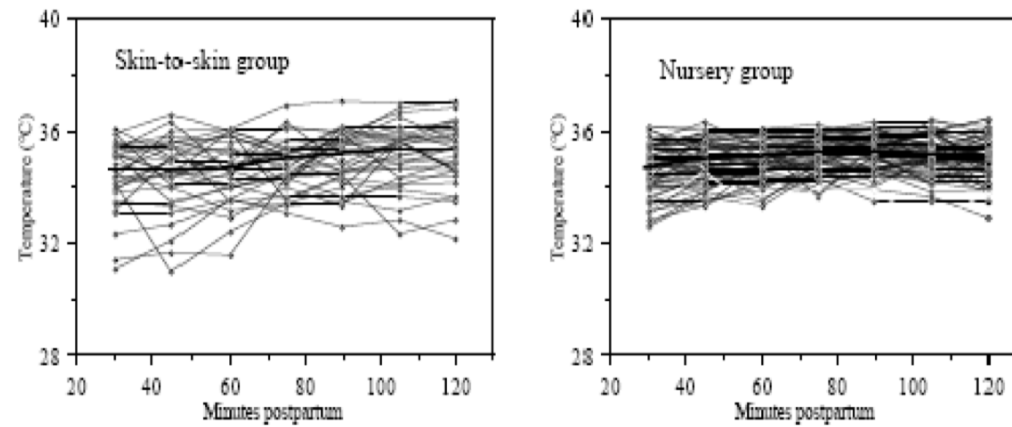 Skin-to-skin group
Temperature (°C)
40
36
32
28
20 40 60 80 100 120
Minutes postpartum
Nursery group
Temperature (°C)
40
36
32
28
20 40 60 80 100 120
Minutes postpartum